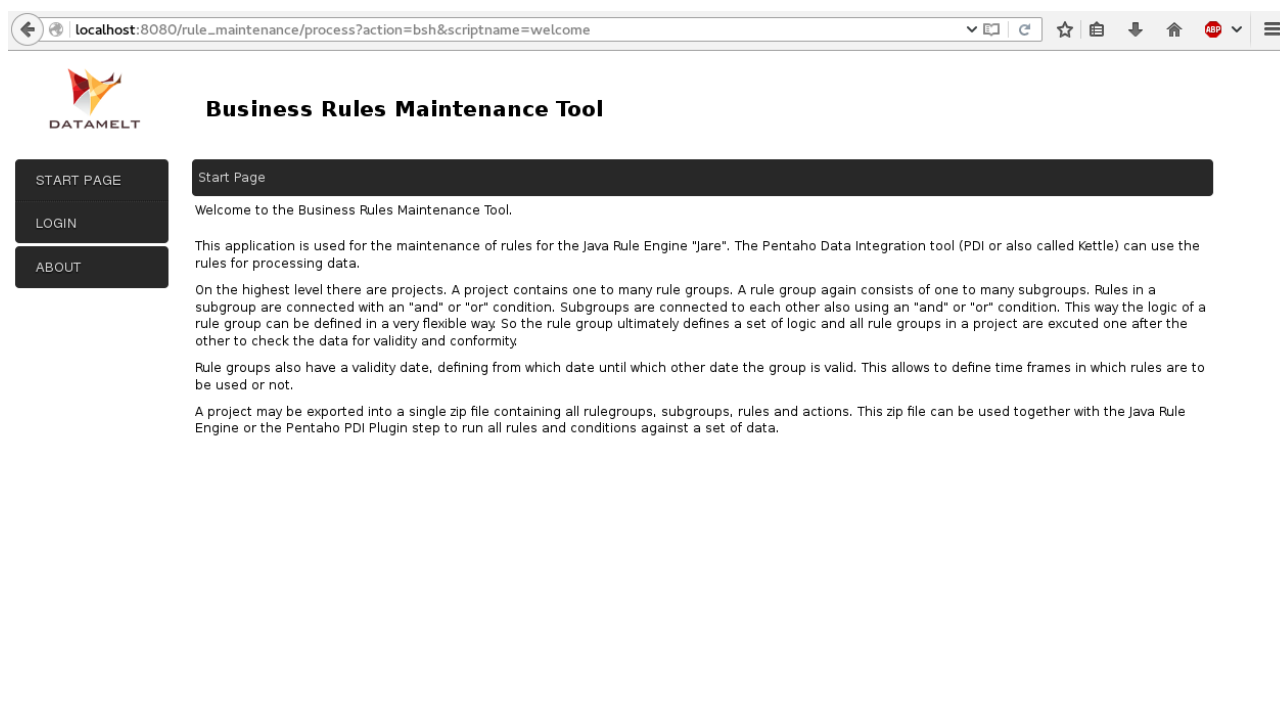 localhost:8080/rule_maintenance/process?action=bsh&scriptname=welcome
ABP
DATAMELT
Business Rules Maintenance Tool
START PAGE
LOGIN
ABOUT
Start Page
Welcome to the Business Rules Maintenance Tool.
This application is used for the maintenance of rules for the Java Rule Engine "Jare". The Pentaho Data Integration tool (PDI or also called Kettle) can use the
rules for processing data.
On the highest level there are projects. A project contains one to many rule groups. A rule group again consists of one to many subgroups. Rules in a
subgroup are connected with an "and" or "or" condition. Subgroups are connected to each other also using an "and" or "or" condition. This way the logic of a
rule group can be defined in a very flexible way. So the rule group ultimately defines a set of logic and all rule groups in a project are excuted one after the
other to check the data for validity and conformity.
Rule groups also have a validity date, defining from which date until which other date the group is valid. This allows to define time frames in which rules are to
be used or not.
A project may be exported into a single zip file containing all rulegroups, subgroups, rules and actions. This zip file can be used together with the Java Rule
Engine or the Pentaho PDI Plugin step to run all rules and conditions against a set of data.